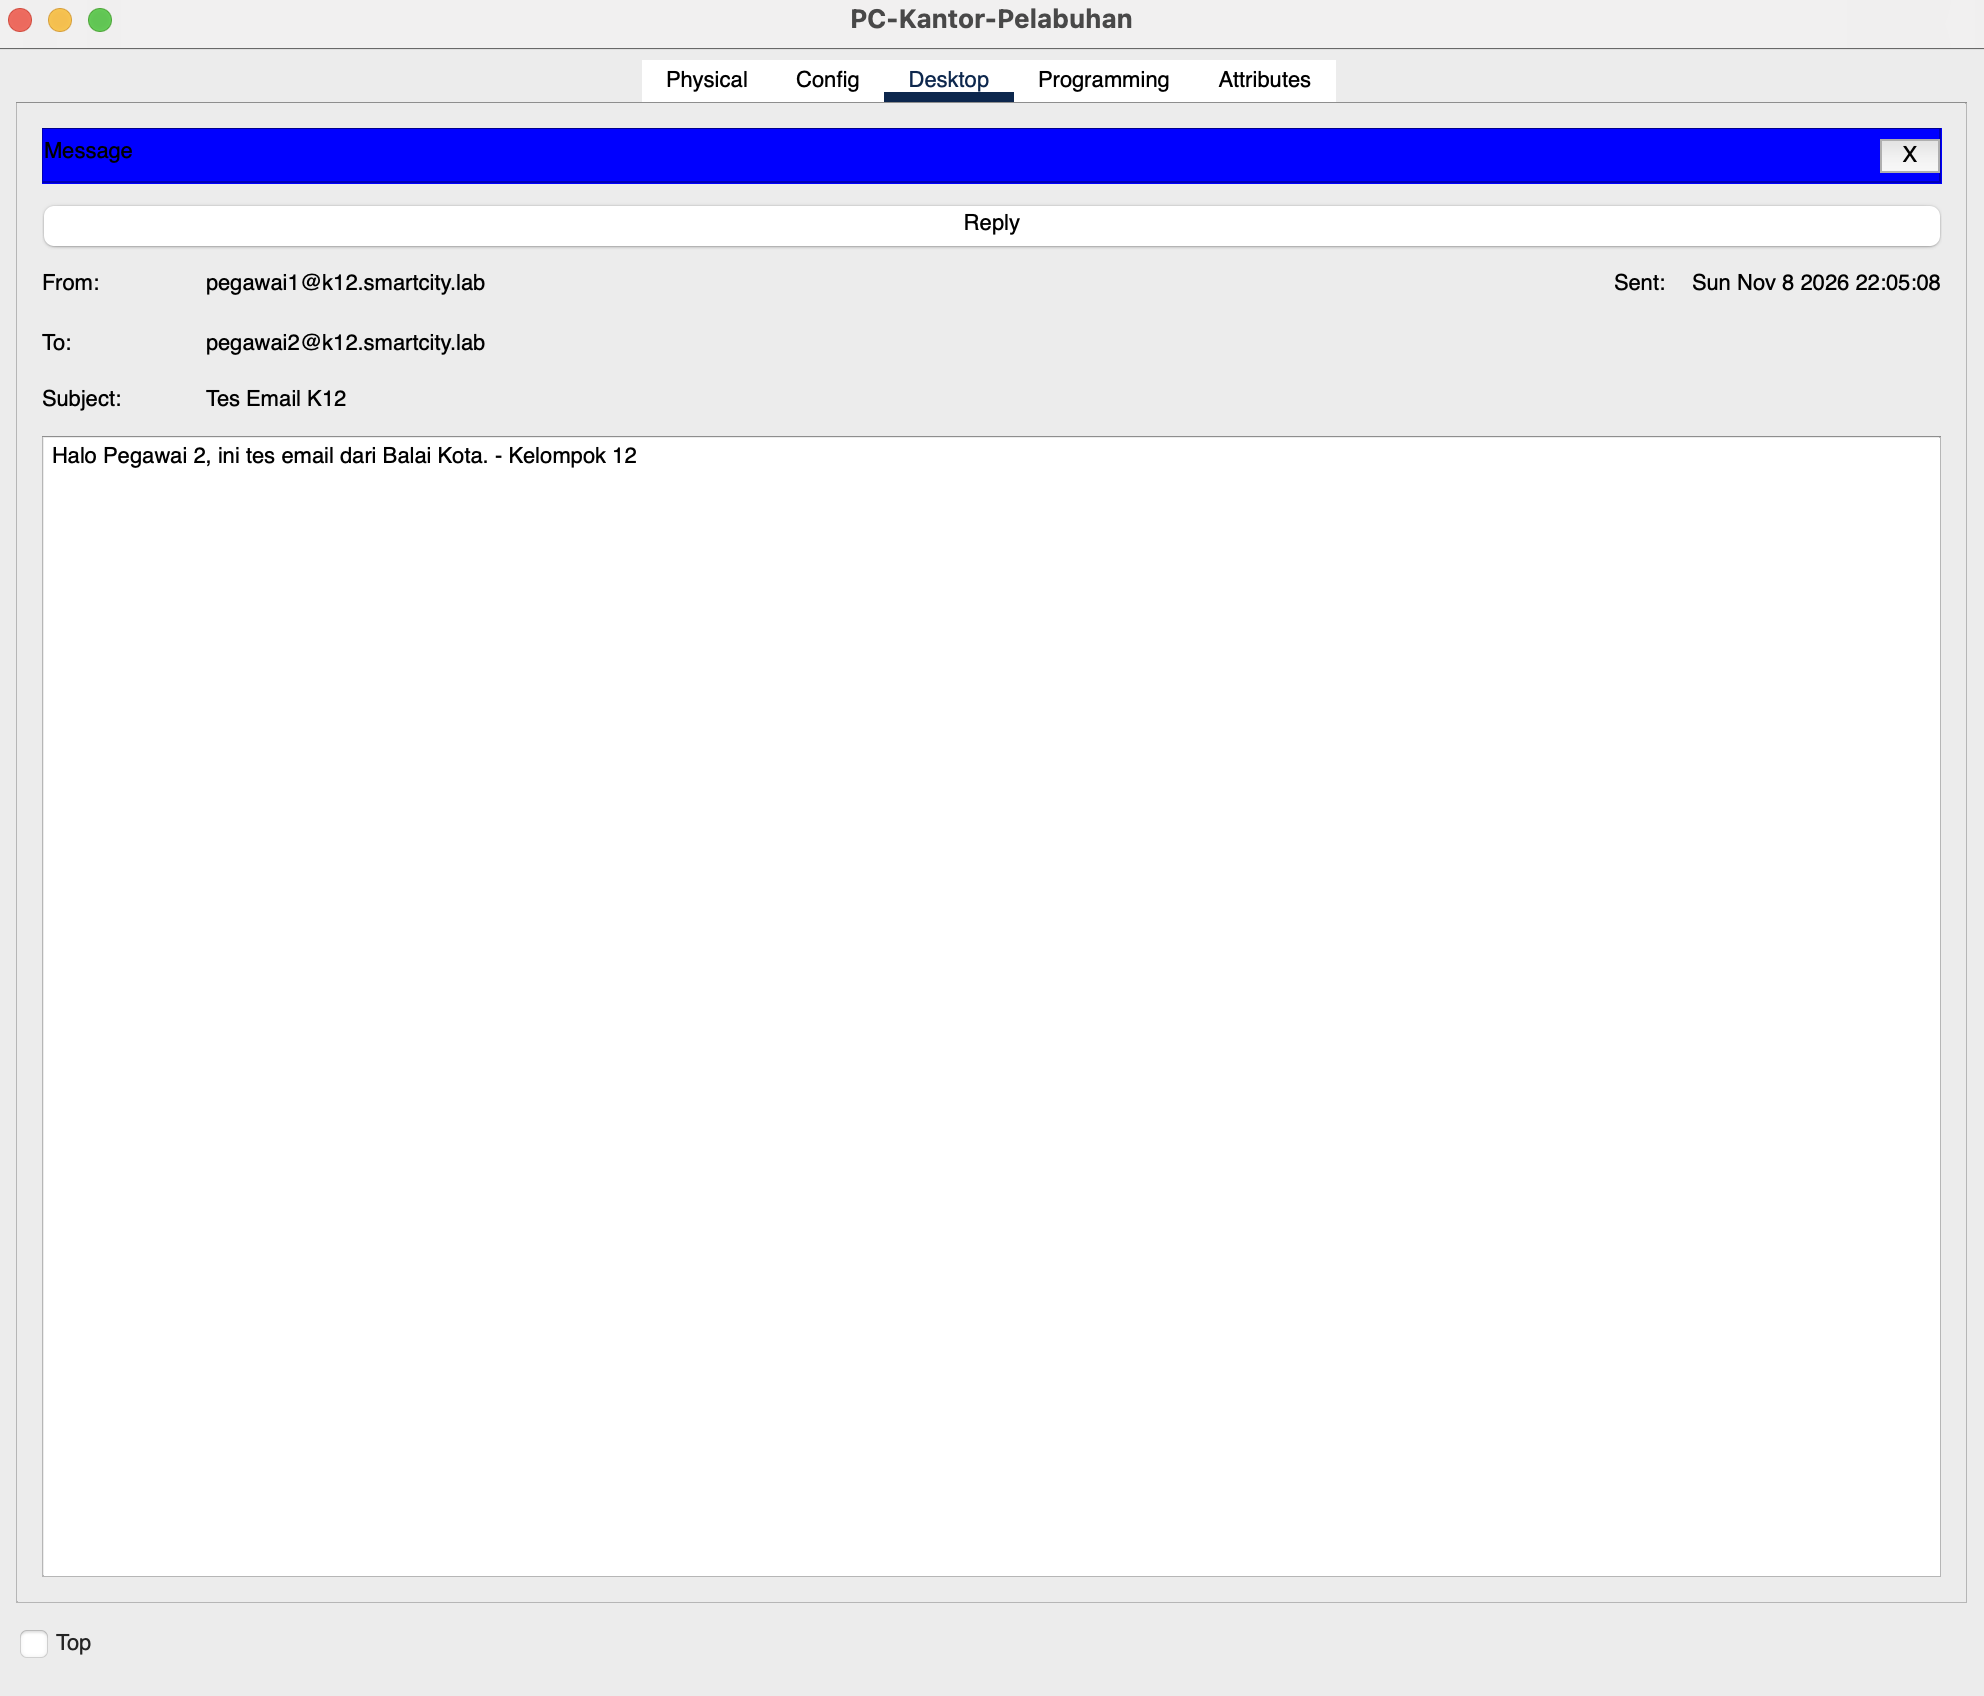 PC-Kantor-Pelabuhan
Physical Config Desktop Programming Attributes
Message X
Reply
From: pegawai1@k12.smartcity.lab Sent: Sun Nov 8 2026 22:05:08
To: pegawai2@k12.smartcity.lab
Subject: Tes Email K12
Halo Pegawai 2, ini tes email dari Balai Kota. - Kelompok 12
Top